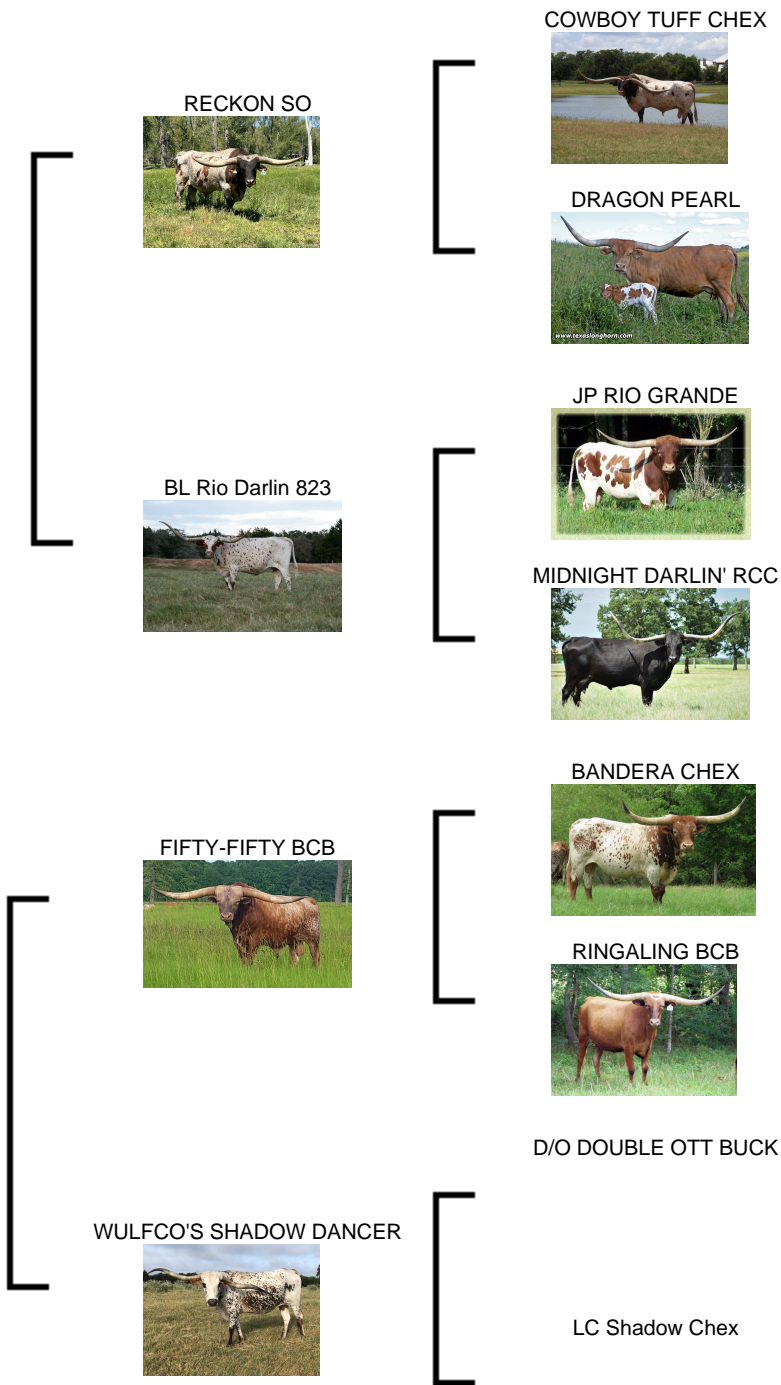 COWBOY TUFF CHEX
RECKON SO
DRAGON PEARL
www.texaslonghorn.com
JP RIO GRANDE
BL Rio Darlin 823
MIDNIGHT DARLIN' RCC
BANDERA CHEX
FIFTY-FIFTY BCB
RINGALING BCB
D/O DOUBLE OTT BUCK
WULFCO'S SHADOW DANCER
LC Shadow Chex